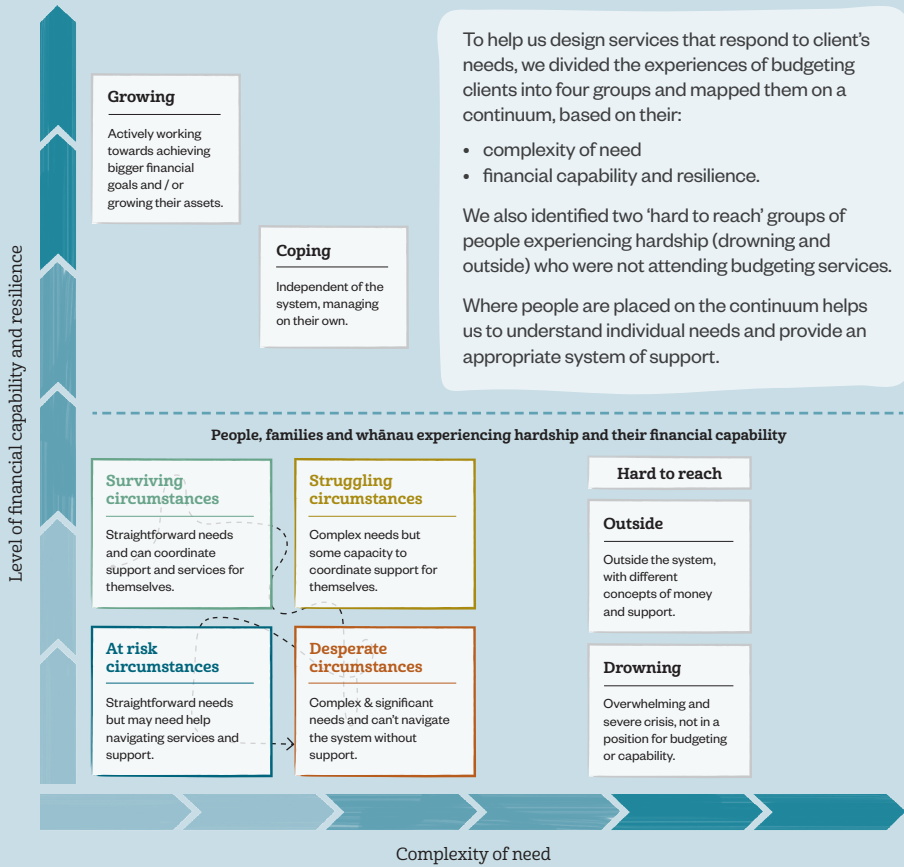 To help us design services that respond to client's
needs, we divided the experiences of budgeting
clients into four groups and mapped them on a
continuum, based on their:
• complexity of need
• financial capability and resilience.
We also identified two 'hard to reach' groups of
people experiencing hardship (drowning and
outside) who were not attending budgeting services.
Where people are placed on the continuum helps
us to understand individual needs and provide an
appropriate system of support.
Growing
Actively working
towards achieving
bigger financial
goals and / or
growing their assets.
Coping
Independent of the
system, managing
on their own.
Level of financial capability and resilience
People, families and whānau experiencing hardship and their financial capability
Surviving
circumstances
Straightforward needs
and can coordinate
support and services for
themselves.
Struggling
circumstances
Complex needs but
some capacity to
coordinate support for
themselves.
Hard to reach
Outside
Outside the system,
with different
concepts of money
and support.
At risk
circumstances
Straightforward needs
but may need help
navigating services and
support.
Desperate
circumstances
Complex & significant
needs and can't navigate
the system without
support.
Drowning
Overwhelming and
severe crisis, not in a
position for budgeting
or capability.
Complexity of need